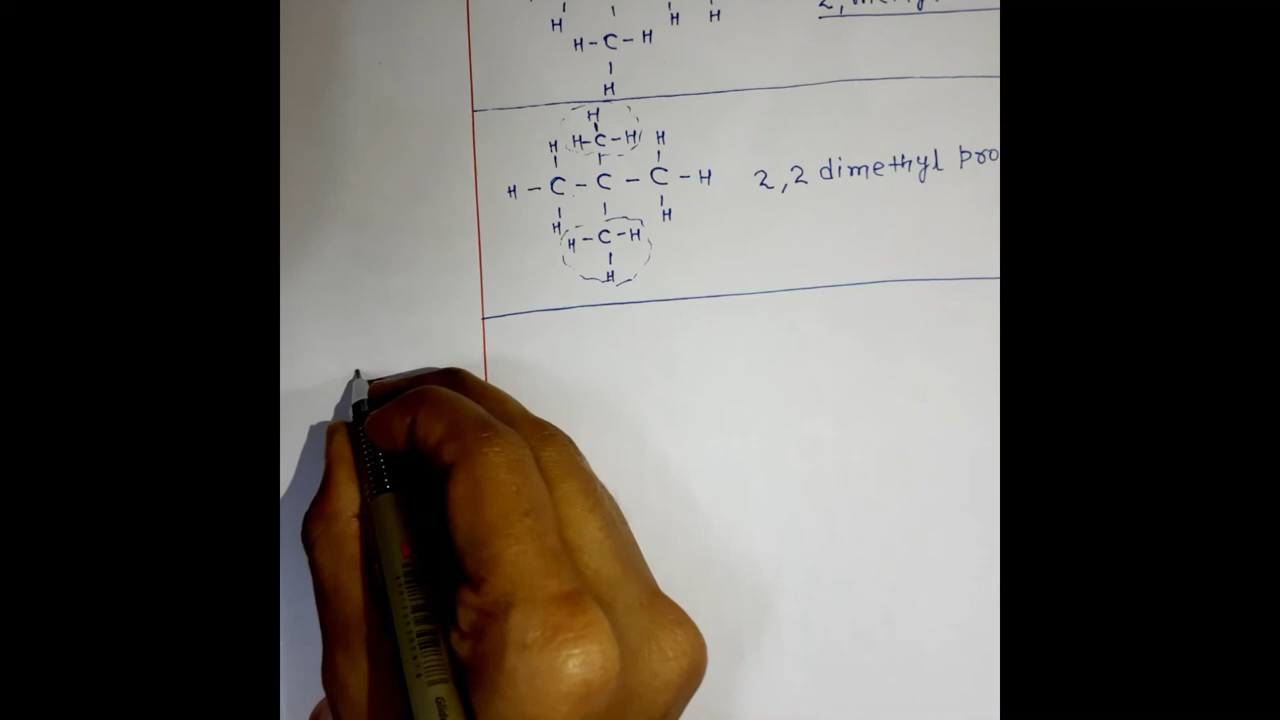 H H H
H-C-H
H
H
H H-C-H H
H-C-C-C-H 2,2 dimethyl pro
H H
H-C-H
H